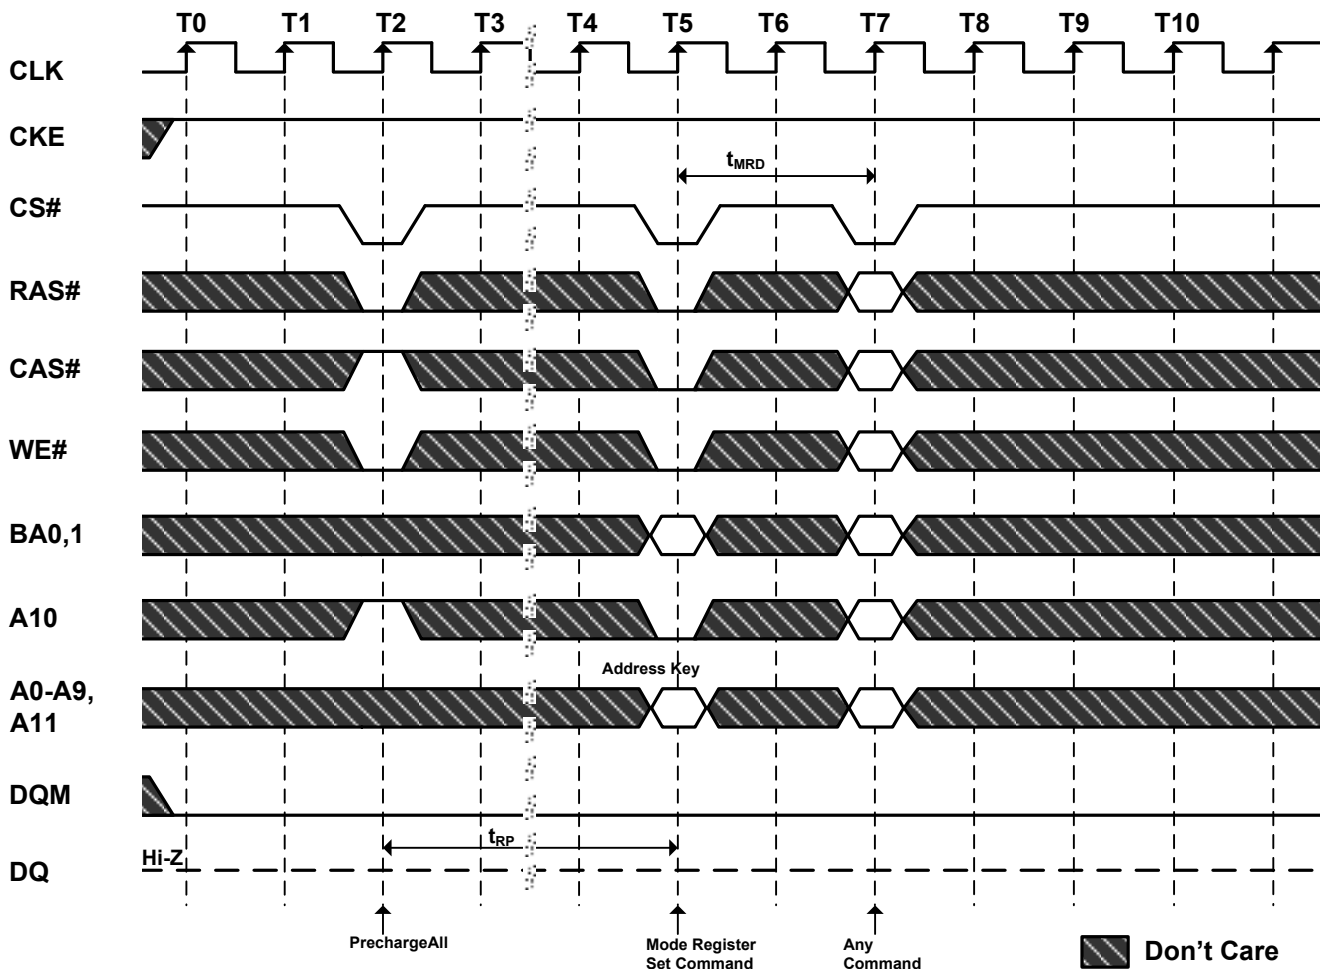 T0 T1 T2 T3 T4 T5 T6 T7 T8 T9 T10
CLK
CKE
tMRD
CS#
RAS#
CAS#
WE#
BA0,1
A10
Address Key
A0-A9,
A11
DQM
tRP
Hi-Z
DQ
PrechargeAll
Mode Register
Set Command
Any
Command
Don't Care